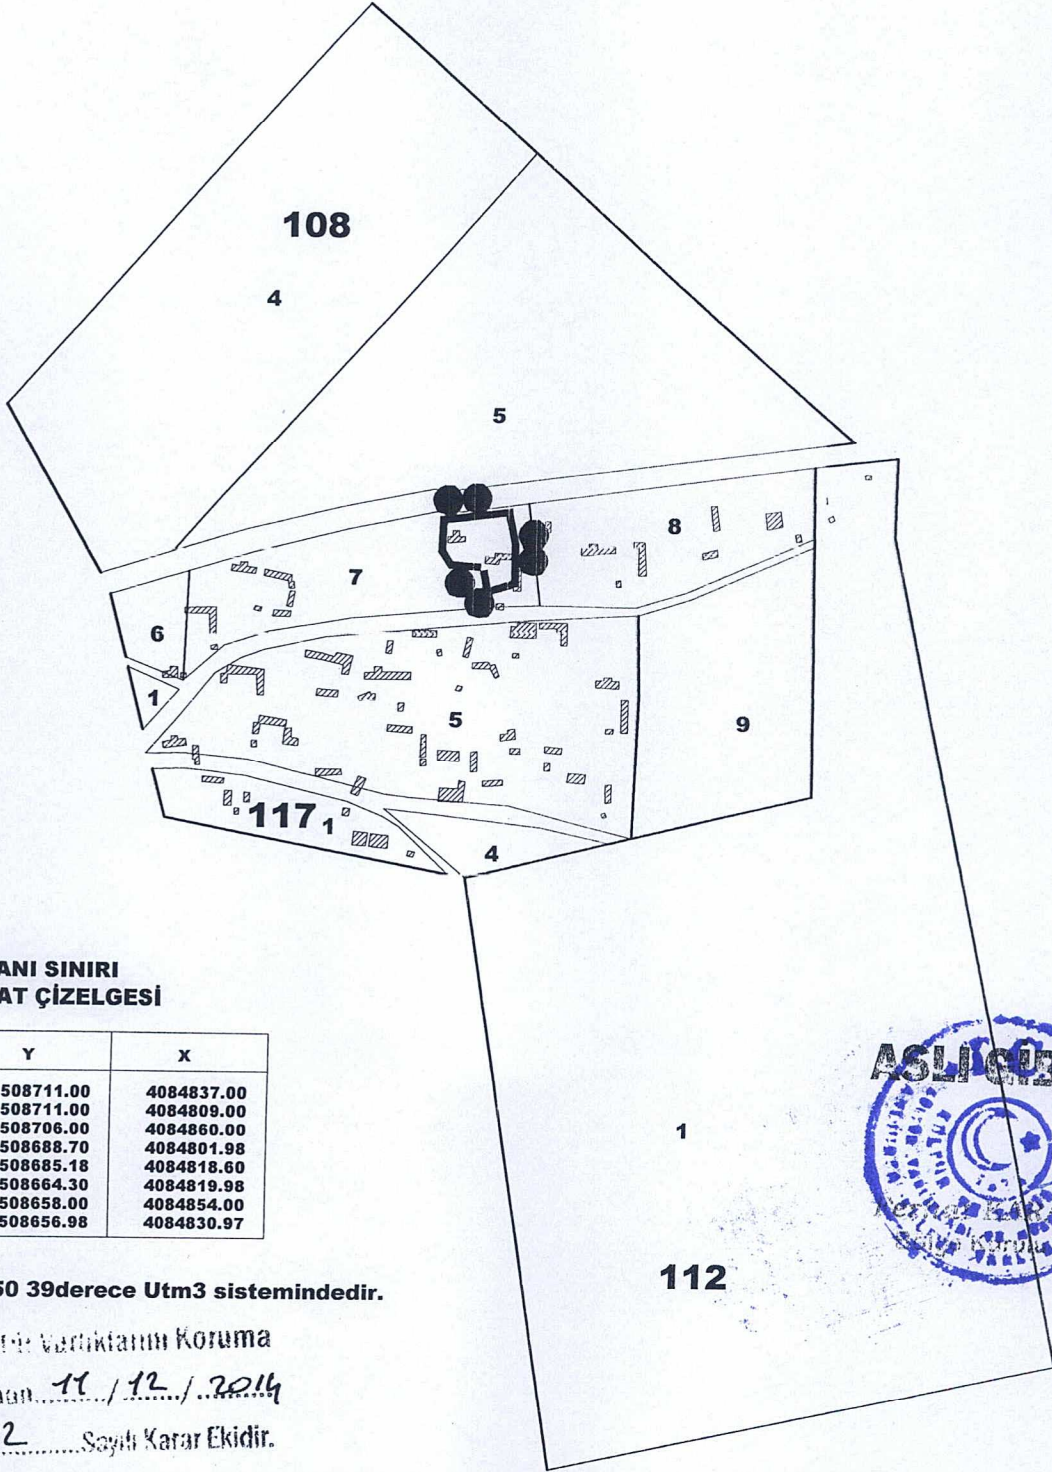 108
4
5
8
7
6
1
5
9
117 1
4
ANI SINIRI
AT ÇİZELGESİ
Y X
508711.00 4084837.00
508711.00 4084809.00
508706.00 4084860.00
508688.70 4084801.98
508685.18 4084818.60
508664.30 4084819.98
508658.00 4084854.00
508656.98 4084830.97
50 39derece Utm3 sistemindedir.
Varlıklarını Koruma
11 / 12 / 2014
2 Sayılı Karar Ekidir.
ASLI
1
112